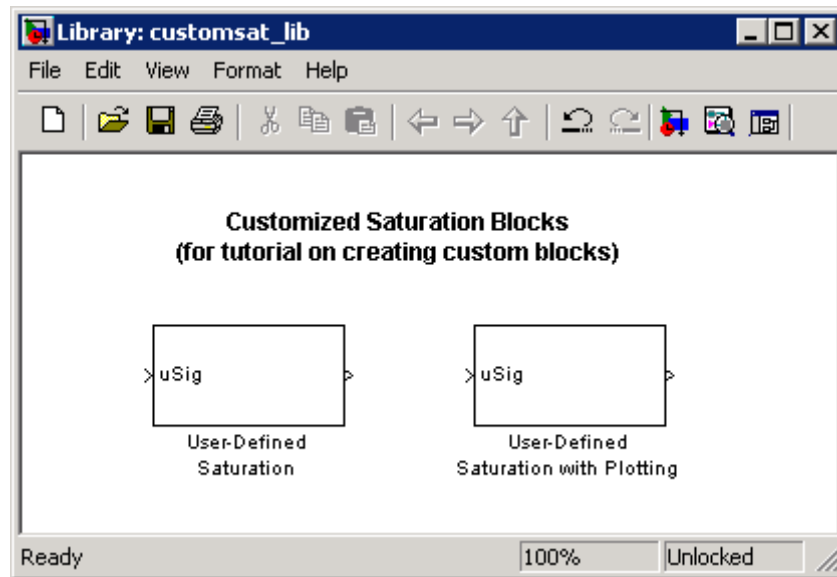 Library: customsat_lib
File Edit View Format Help
Customized Saturation Blocks
(for tutorial on creating custom blocks)
uSig
User-Defined
Saturation
uSig
User-Defined
Saturation with Plotting
Ready 100% Unlocked